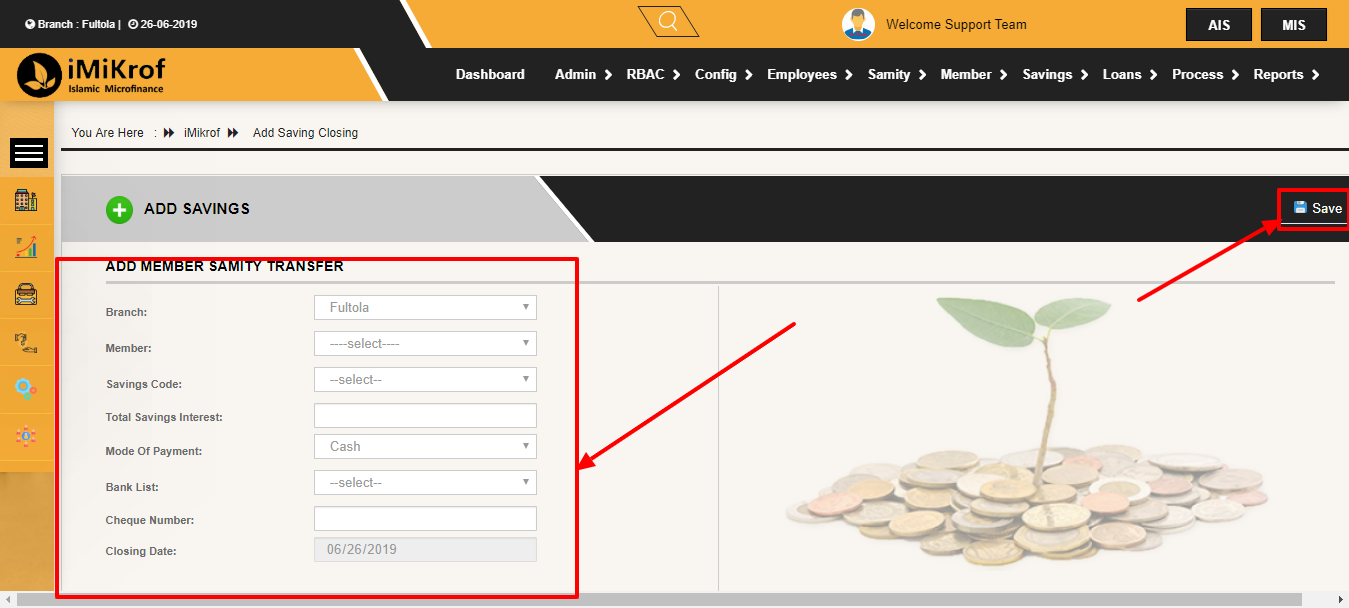 Branch : Fultola | 26-06-2019
Welcome Support Team
AIS
MIS
iMiKrof
Islamic Microfinance
Dashboard Admin RBAC Config Employees Samity Member Savings Loans Process Reports
You Are Here : iMikrof Add Saving Closing
ADD SAVINGS
Save
ADD MEMBER SAMITY TRANSFER
Branch: Fultola
Member: ----select----
Savings Code: --select--
Total Savings Interest:
Mode Of Payment: Cash
Bank List: --select--
Cheque Number:
Closing Date: 06/26/2019